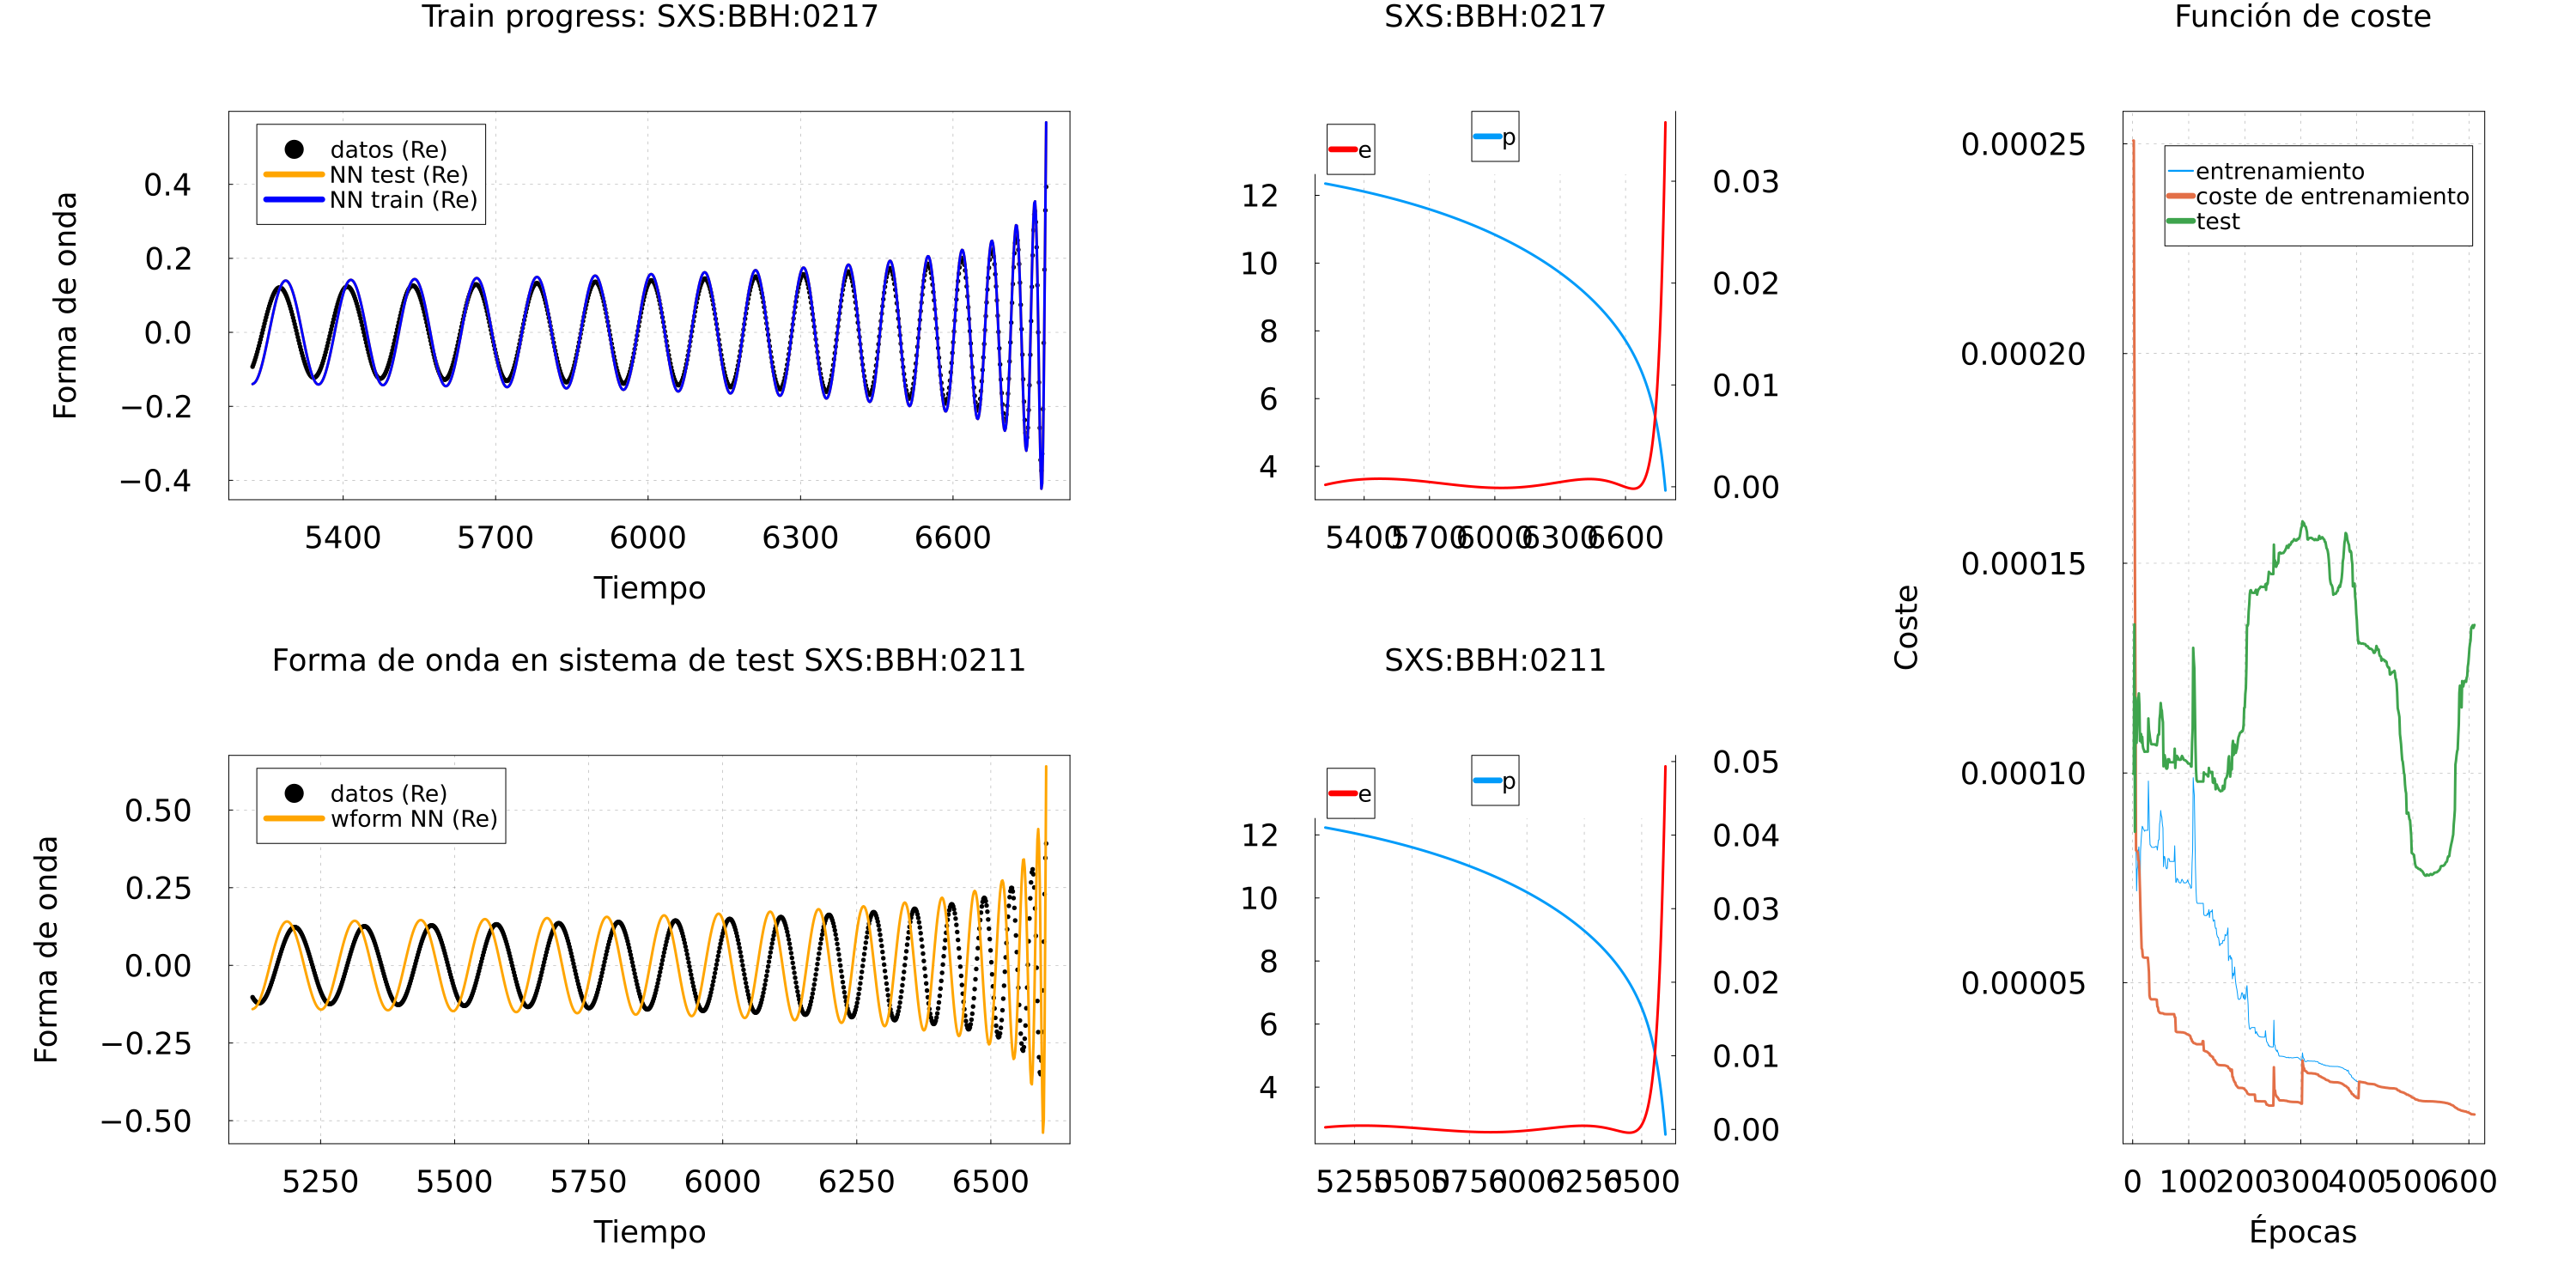 Train progress: SXS:BBH:0217
datos (Re)
NN test (Re)
NN train (Re)
Forma de onda
0.4
0.2
0.0
−0.2
−0.4
5400 5700 6000 6300 6600
Tiempo
SXS:BBH:0217
e
p
12
10
8
6
4
0.03
0.02
0.01
0.00
5400 5700 6000 6300 6600
Forma de onda en sistema de test SXS:BBH:0211
datos (Re)
wform NN (Re)
Forma de onda
0.50
0.25
0.00
−0.25
−0.50
5250 5500 5750 6000 6250 6500
Tiempo
SXS:BBH:0211
e
p
12
10
8
6
4
0.05
0.04
0.03
0.02
0.01
0.00
5250 5500 5750 6000 6250 6500
Función de coste
entrenamiento
coste de entrenamiento
test
Coste
0.00025
0.00020
0.00015
0.00010
0.00005
0 100 200 300 400 500 600
Épocas